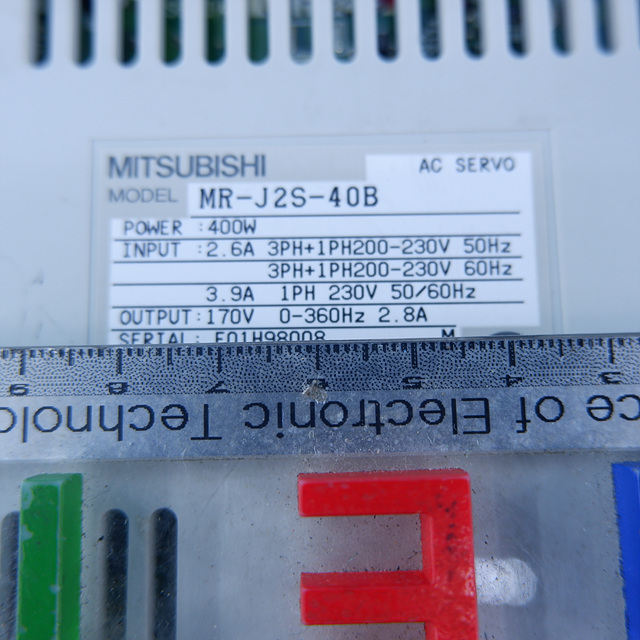 MITSUBISHI
AC SERVO
MODEL MR-J2S-40B
POWER :400W
INPUT :2.6A 3PH+1PH200-230V 50Hz
3PH+1PH200-230V 60Hz
3.9A 1PH 230V 50/60Hz
OUTPUT:170V 0-360Hz 2.8A
SERIAL: E01H98008 M
9 8 7 6 5 4 3
ce of Electronic Technolo
E